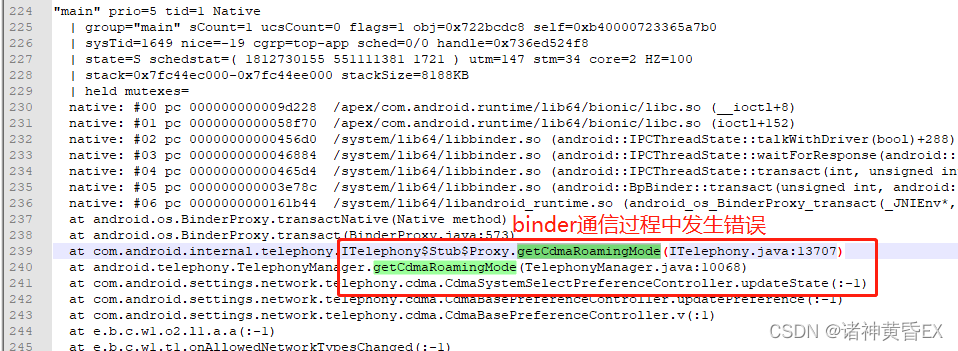 224 "main" prio=5 tid=1 Native
225 | group="main" sCount=1 ucsCount=0 flags=1 obj=0x722bcdc8 self=0xb40000723365a7b0
226 | sysTid=1649 nice=-19 cgrp=top-app sched=0/0 handle=0x736ed524f8
227 | state=S schedstat=( 1812730155 551111381 1721 ) utm=147 stm=34 core=2 HZ=100
228 | stack=0x7fc44ec000-0x7fc44ee000 stackSize=8188KB
229 | held mutexes=
230 native: #00 pc 000000000009d228 /apex/com.android.runtime/lib64/bionic/libc.so (__ioctl+8)
231 native: #01 pc 0000000000058f70 /apex/com.android.runtime/lib64/bionic/libc.so (ioctl+152)
232 native: #02 pc 00000000000456d0 /system/lib64/libbinder.so (android::IPCThreadState::talkWithDriver(bool)+288)
233 native: #03 pc 0000000000046884 /system/lib64/libbinder.so (android::IPCThreadState::waitForResponse(android::
234 native: #04 pc 00000000000465d4 /system/lib64/libbinder.so (android::IPCThreadState::transact(int, unsigned in
235 native: #05 pc 000000000003e78c /system/lib64/libbinder.so (android::BpBinder::transact(unsigned int, android:
236 native: #06 pc 0000000000161b44 /system/lib64/libandroid_runtime.so (android_os_BinderProxy_transact(_JNIEnv*,
237 at android.os.BinderProxy.transactNative(Native method)
binder通信过程中发生错误
238 at android.os.BinderProxy.transact(BinderProxy.java:573)
239 at com.android.internal.telephony.ITelephony$Stub$Proxy.getCdmaRoamingMode(ITelephony.java:13707)
240 at android.telephony.TelephonyManager.getCdmaRoamingMode(TelephonyManager.java:10068)
241 at com.android.settings.network.telephony.cdma.CdmaSystemSelectPreferenceController.updateState(:-1)
242 at com.android.settings.network.telephony.cdma.CdmaBasePreferenceController.updatePreference(:-1)
243 at com.android.settings.network.telephony.cdma.CdmaBasePreferenceController.v(:1)
244 at e.b.c.w1.o2.l1.a.a(:-1)
245 at e.b.c.w1.t1.onAllowedNetworkTypesChanged(:-1)
CSDN @诸神黄昏EX